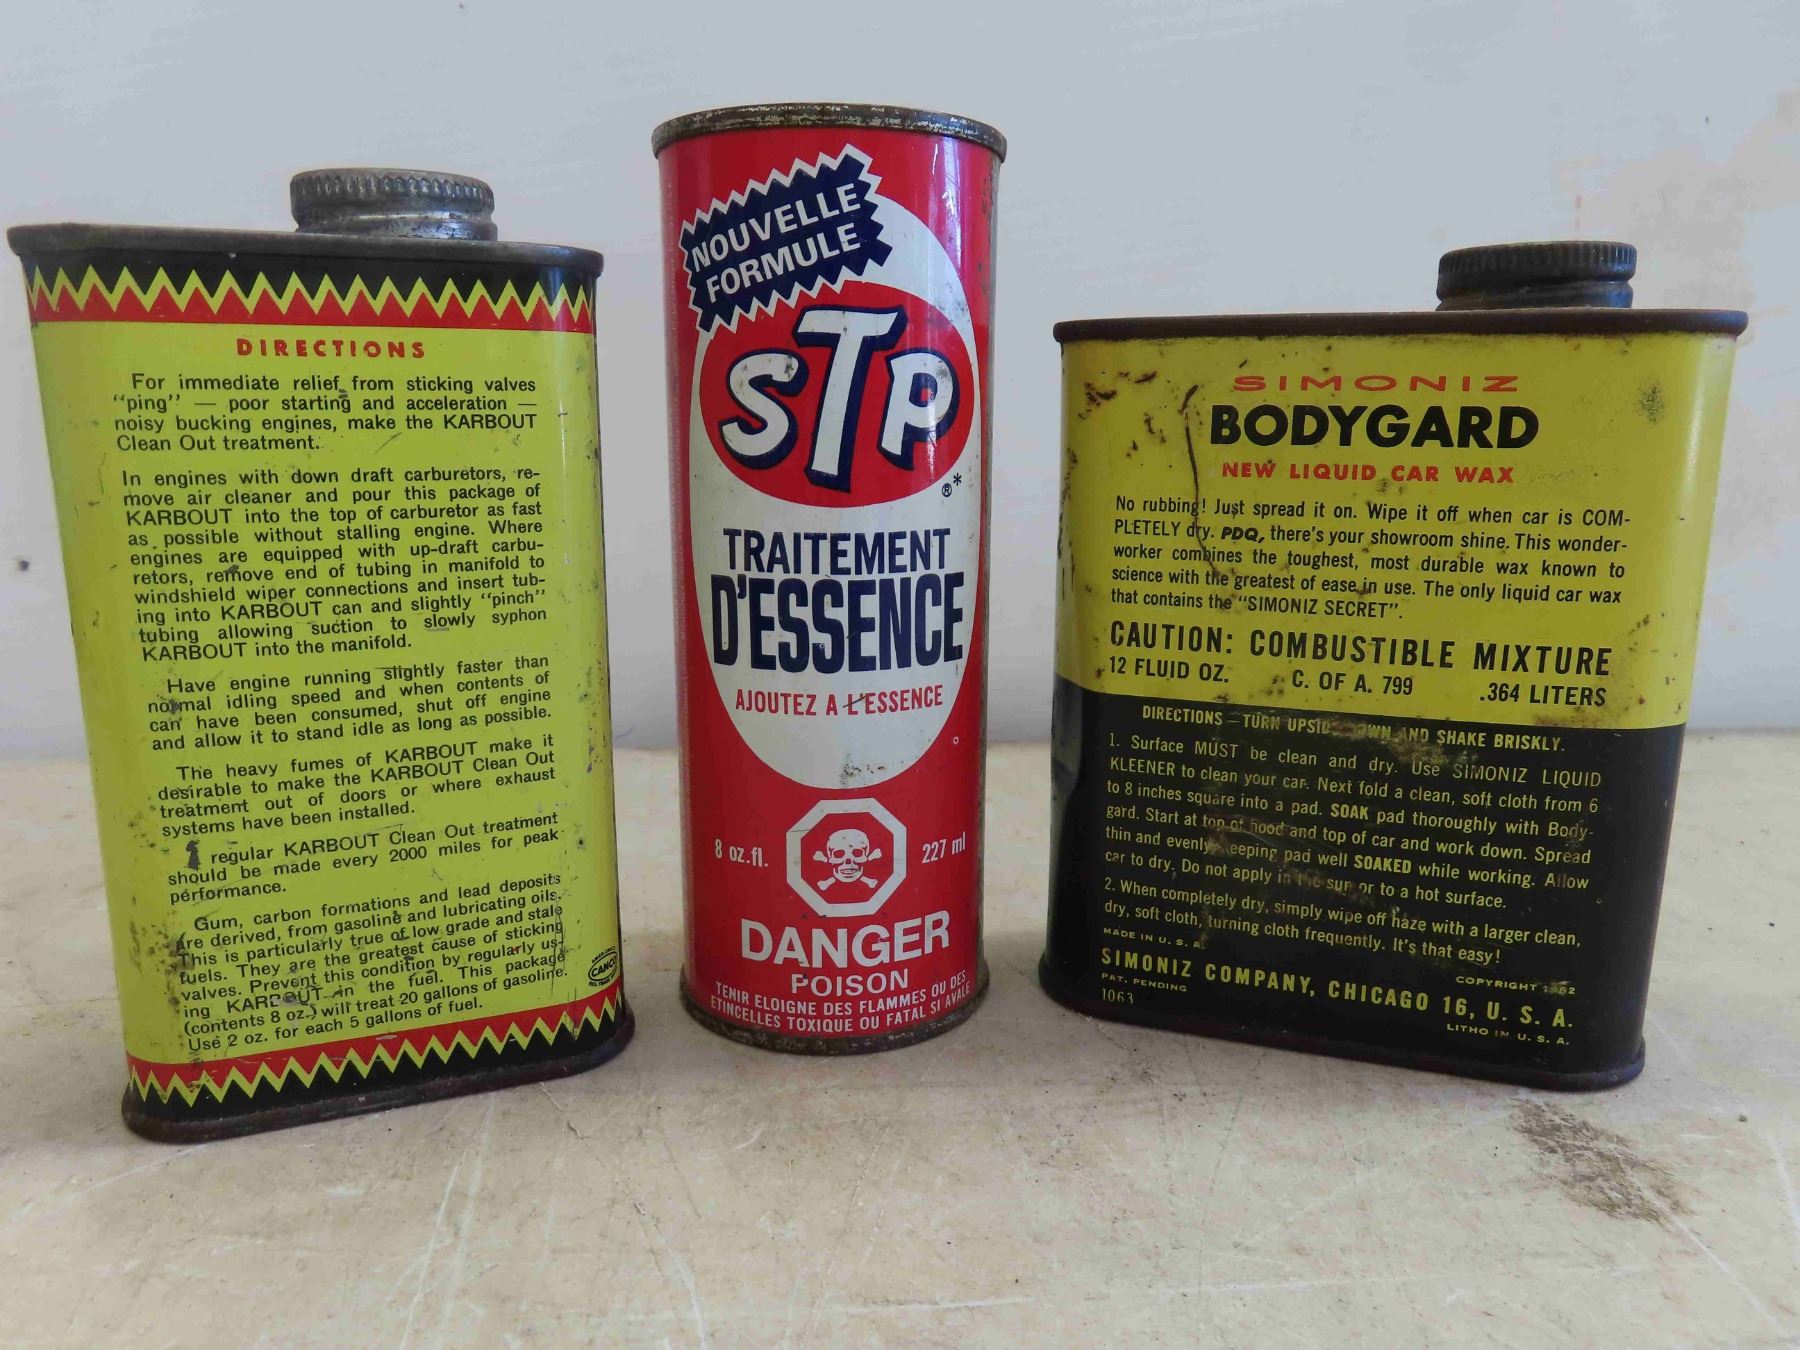 DIRECTIONS
For immediate relief from sticking valves
"ping" — poor starting and acceleration —
noisy bucking engines, make the KARBOUT
Clean Out treatment.
In engines with down draft carburetors, re-
move air cleaner and pour this package of
KARBOUT into the top of carburetor as fast
as possible without stalling engine. Where
engines are equipped with up-draft carbu-
retors, remove end of tubing in manifold to
windshield wiper connections and insert tub-
ing into KARBOUT can and slightly "pinch"
tubing allowing suction to slowly syphon
KARBOUT into the manifold.
Have engine running slightly faster than
normal idling speed and when contents of
can have been consumed, shut off engine
and allow it to stand idle as long as possible.
The heavy fumes of KARBOUT make it
desirable to make the KARBOUT Clean Out
treatment out of doors or where exhaust
systems have been installed.
A regular KARBOUT Clean Out treatment
should be made every 2000 miles for peak
performance.
Gum, carbon formations and lead deposits
are derived, from gasoline and lubricating oils.
This is particularly true of low grade and stale
fuels. They are the greatest cause of sticking
valves. Prevent this condition by regularly us-
ing KARBOUT in the fuel. This package
(contents 8 oz.) will treat 20 gallons of gasoline.
Use 2 oz. for each 5 gallons of fuel.
CANCO
NOUVELLE
FORMULE
STP
®*
TRAITEMENT
D'ESSENCE
AJOUTEZ A L'ESSENCE
8 oz.fl. 227 ml
DANGER
POISON
TENIR ELOIGNE DES FLAMMES OU DES
ETINCELLES TOXIQUE OU FATAL SI AVALE
SIMONIZ
BODYGARD
NEW LIQUID CAR WAX
No rubbing! Just spread it on. Wipe it off when car is COM-
PLETELY dry. PDQ, there's your showroom shine. This wonder-
worker combines the toughest, most durable wax known to
science with the greatest of ease in use. The only liquid car wax
that contains the "SIMONIZ SECRET".
CAUTION: COMBUSTIBLE MIXTURE
12 FLUID OZ. C. OF A. 799 .364 LITERS
DIRECTIONS — TURN UPSIDE DOWN AND SHAKE BRISKLY.
1. Surface MUST be clean and dry. Use SIMONIZ LIQUID
KLEENER to clean your car. Next fold a clean, soft cloth from 6
to 8 inches square into a pad. SOAK pad thoroughly with Body-
gard. Start at top of hood and top of car and work down. Spread
thin and evenly keeping pad well SOAKED while working. Allow
car to dry. Do not apply in the sun or to a hot surface.
2. When completely dry, simply wipe off haze with a larger clean,
dry, soft cloth, turning cloth frequently. It's that easy!
MADE IN U. S. A.
COPYRIGHT
SIMONIZ COMPANY, CHICAGO 16, U. S. A.
PAT. PENDING
1063
LITHO IN U. S. A.